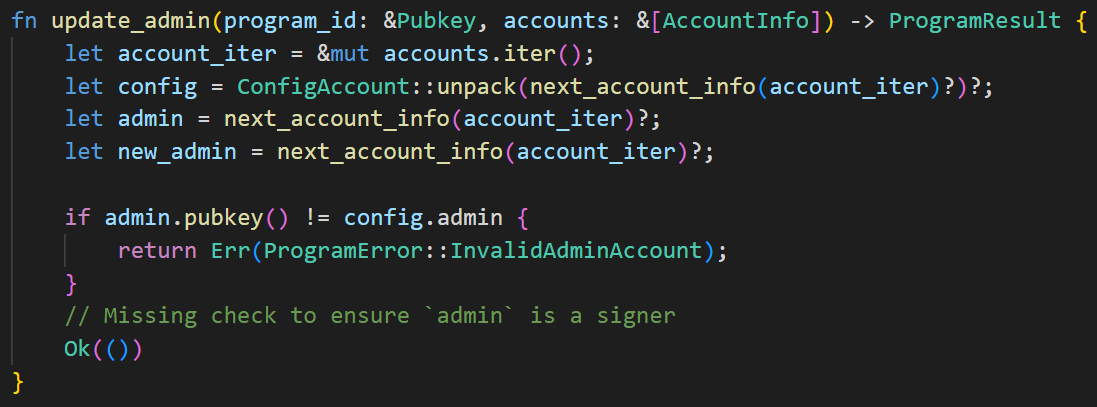 fn update_admin(program_id: &Pubkey, accounts: &[AccountInfo]) -> ProgramResult {
    let account_iter = &mut accounts.iter();
    let config = ConfigAccount::unpack(next_account_info(account_iter)?)?;
    let admin = next_account_info(account_iter)?;
    let new_admin = next_account_info(account_iter)?;

    if admin.pubkey() != config.admin {
        return Err(ProgramError::InvalidAdminAccount);
    }
    // Missing check to ensure `admin` is a signer
    Ok(())
}